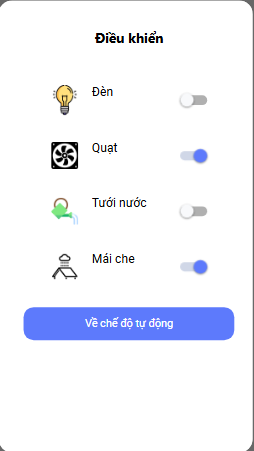 Điều khiển
Đèn
Quạt
Tưới nước
Mái che
Về chế độ tự động